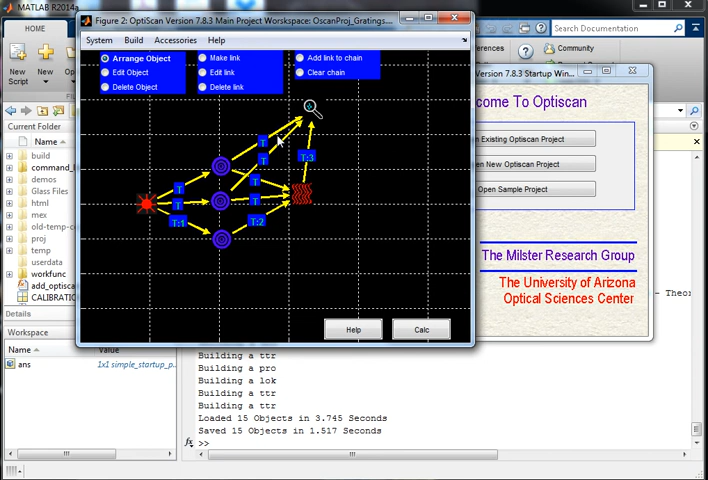 MATLAB R2014a
HOME
Search Documentation
New
Script
New
Current Folder
Name
build
command_l
demos
Glass Files
html
mex
old-temp-c
proj
temp
userdata
workfunc
add_optisca
CALIBRATIO
Details
Workspace
Name
Value
ans
1x1 simple_startup_p...
Figure 2: OptiScan Version 7.8.3 Main Project Worskpace: OscanProj_Gratings....
System Build Accessories Help
Arrange Object
Edit Object
Delete Object
Make link
Edit link
Delete link
Add link to chain
Clear chain
T
T
T:3
T
T
T
T
T:1
T:2
Help
Calc
Community
Help
Version 7.8.3 Startup Win...
come To Optiscan
n Existing Optiscan Project
en New Optiscan Project
Open Sample Project
The Milster Research Group
The University of Arizona
Optical Sciences Center
Building a ttr
Building a pro
Building a lok
Building a ttr
Building a ttr
Loaded 15 Objects in 3.745 Seconds
Saved 15 Objects in 1.517 Seconds
fx >>